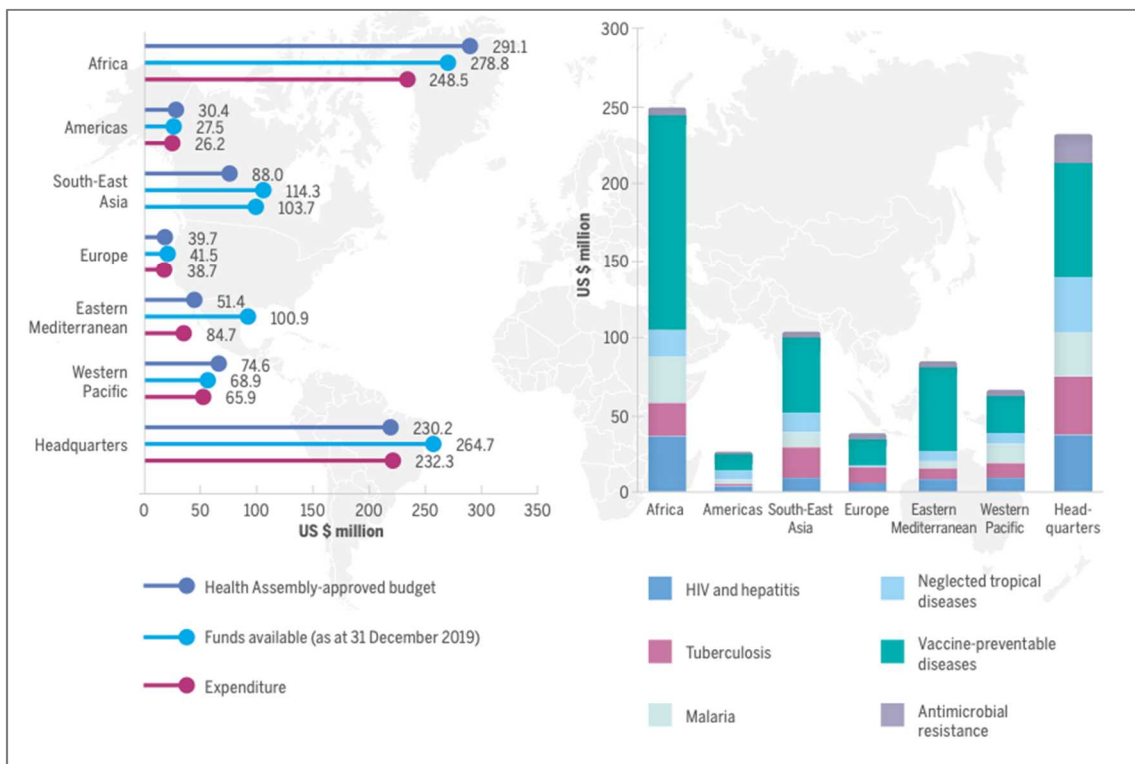 Africa
291.1
278.8
248.5
Americas
30.4
27.5
26.2
South-East
Asia
88.0
114.3
103.7
Europe
39.7
41.5
38.7
Eastern
Mediterranean
51.4
100.9
84.7
Western
Pacific
74.6
68.9
65.9
Headquarters
230.2
264.7
232.3
0 50 100 150 200 250 300 350
US $ million
Health Assembly-approved budget
Funds available (as at 31 December 2019)
Expenditure
300
250
200
150
100
50
0
US $ million
Africa
Americas
South-East
Asia
Europe
Eastern
Mediterranean
Western
Pacific
Head-
quarters
HIV and hepatitis
Tuberculosis
Malaria
Neglected tropical
diseases
Vaccine-preventable
diseases
Antimicrobial
resistance